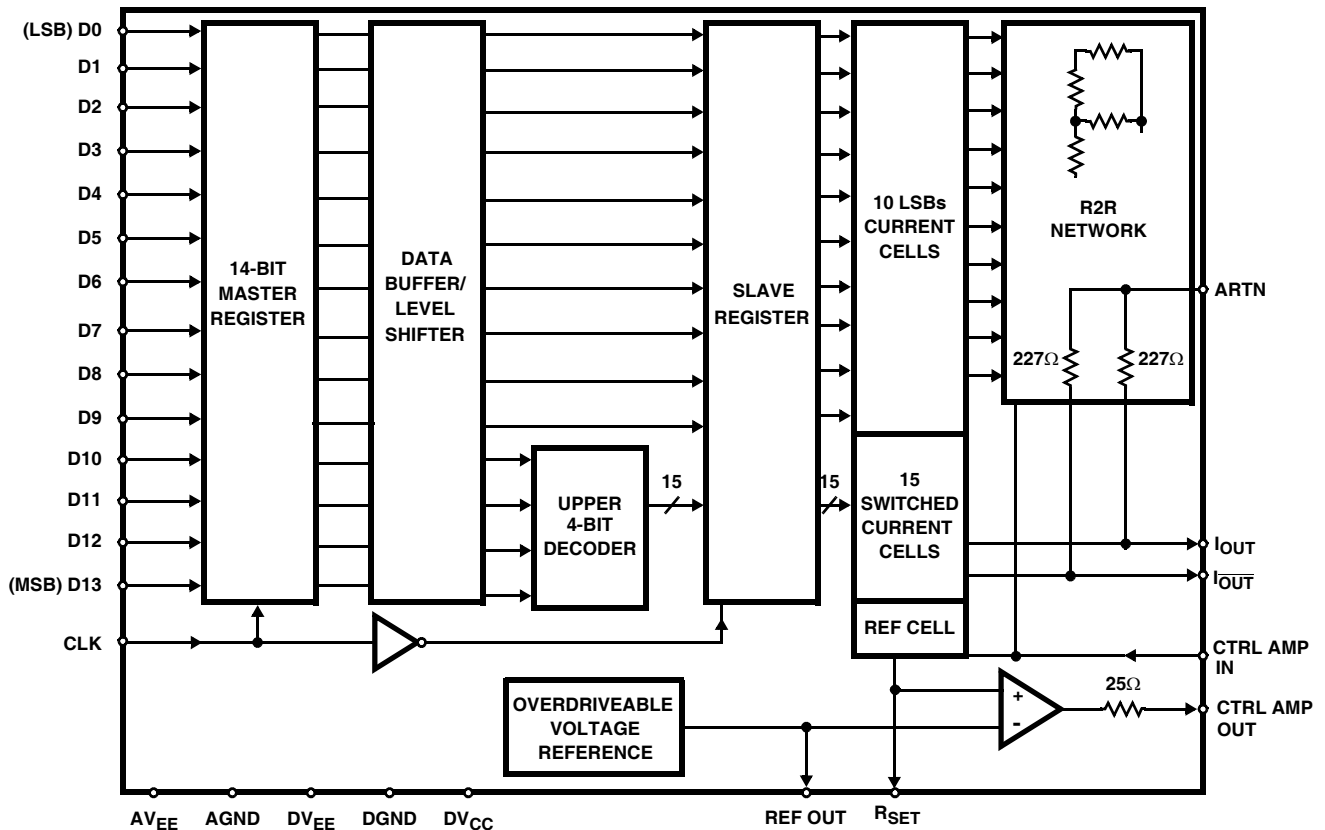 (LSB) D0
D1
D2
D3
D4
D5
D6
D7
D8
D9
D10
D11
D12
(MSB) D13
CLK
14-BIT
MASTER
REGISTER
DATA
BUFFER/
LEVEL
SHIFTER
UPPER
4-BIT
DECODER
15
SLAVE
REGISTER
15
10 LSBs
CURRENT
CELLS
15
SWITCHED
CURRENT
CELLS
REF CELL
R2R
NETWORK
227Ω
227Ω
ARTN
IOUT
IOUT
CTRL AMP
IN
25Ω
CTRL AMP
OUT
+
-
OVERDRIVEABLE
VOLTAGE
REFERENCE
AVEE
AGND
DVEE
DGND
DVCC
REF OUT
RSET